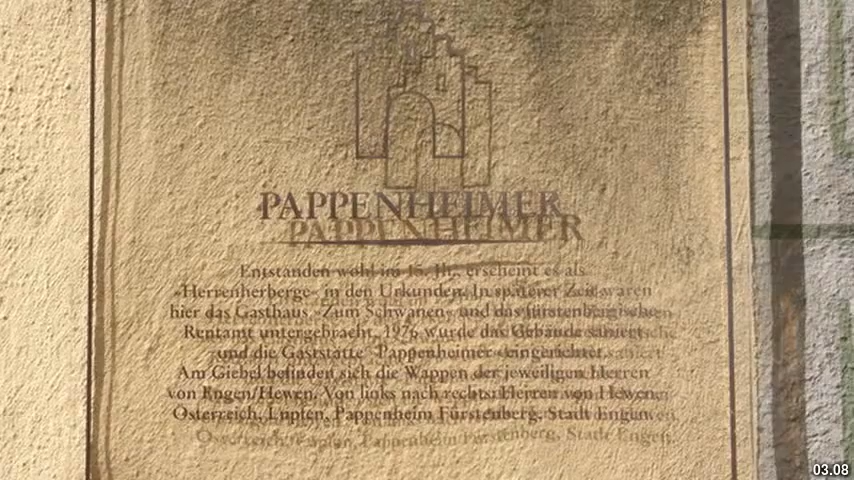 PAPPENHEIMER
Entstanden wohl im 15. Jh., erscheint es als
»Herrenherberge« in den Urkunden. In späterer Zeit waren
hier das Gasthaus »Zum Schwanen« und das fürstenbergische
Rentamt untergebracht. 1976 wurde das Gebäude saniert
und die Gaststätte "Pappenheimer" eingerichtet.
Am Giebel befinden sich die Wappen der jeweiligen Herren
von Engen/Hewen. Von links nach rechts: Herren von Hewen,
Österreich, Lupfen, Pappenheim Fürstenberg, Stadt Engen.
03.08